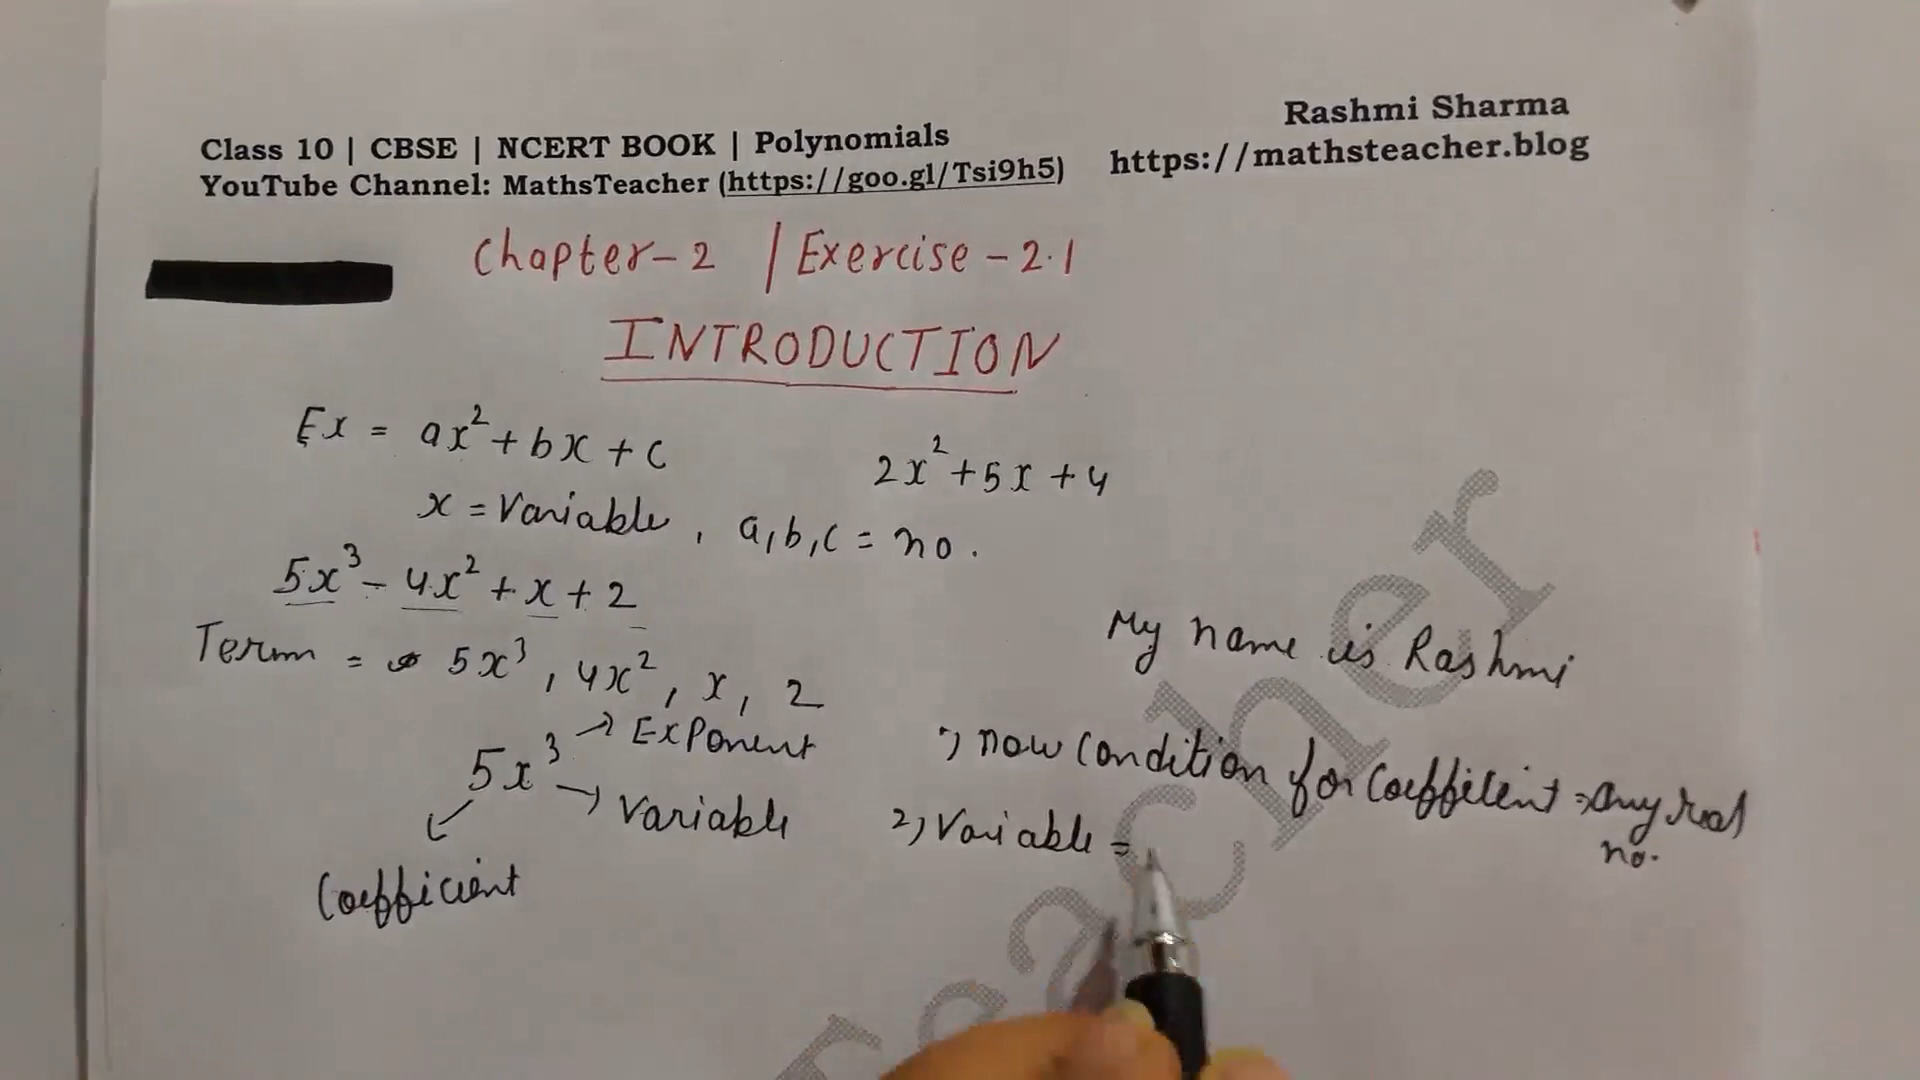 Class 10 | CBSE | NCERT BOOK | Polynomials
YouTube Channel: MathsTeacher (https://goo.gl/Tsi9h5)
Rashmi Sharma
https://mathsteacher.blog
Chapter-2 | Exercise-2.1
INTRODUCTION
Ex = ax² + bx + c
2x² + 5x + 4
x = Variable, a, b, c = no.
5x³ - 4x² + x + 2
Term = 5x³, 4x², x, 2
My name is Rashmi
5x³ → Exponent
→ Variable
Coefficient
1) now Condition for Coefficient = any real no.
2) Variable =
eacher